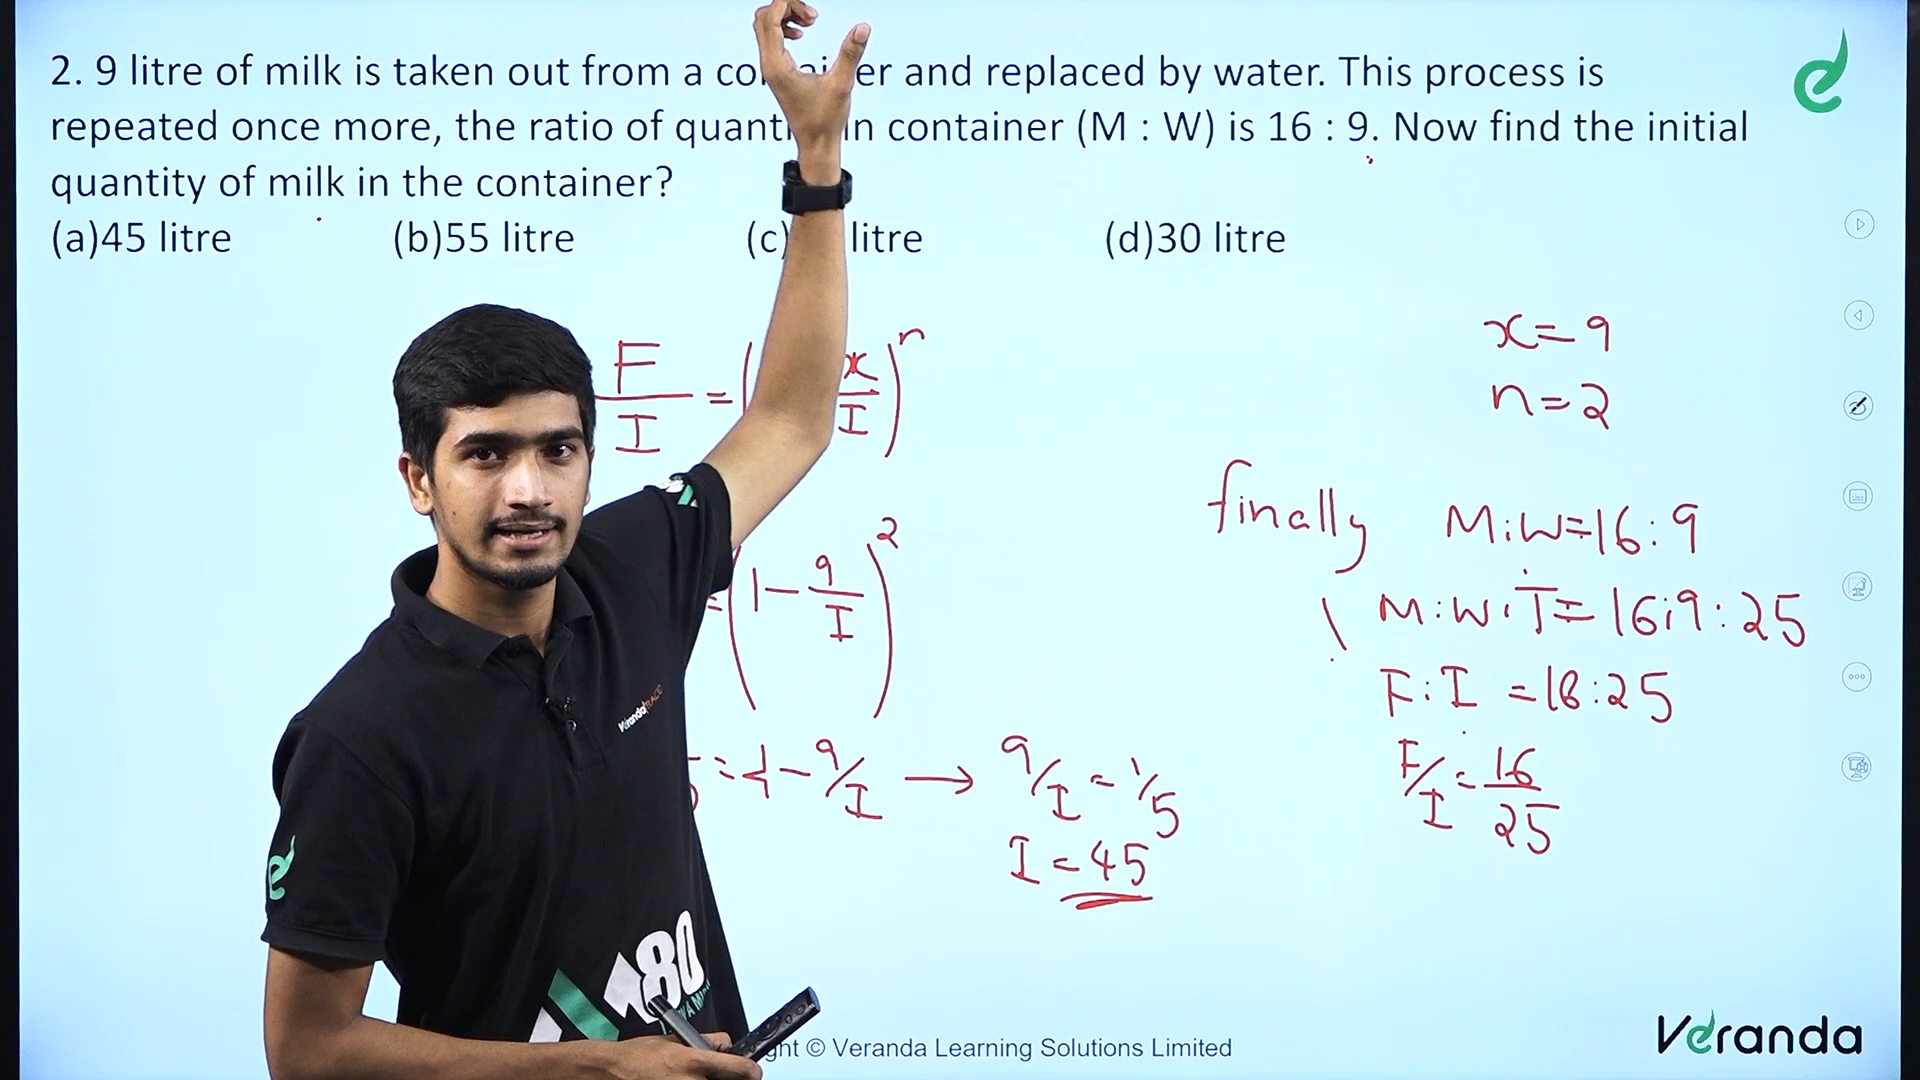 2. 9 litre of milk is taken out from a er and replaced by water. This process is
repeated once more, the ratio of in container (M : W) is 16 : 9. Now find the initial
quantity of milk in the container?
(a)45 litre (b)55 litre (c) litre (d)30 litre
x=9
n=2
F/I = ( x/I)^n
finally M:W=16:9
= (1-9/I)^2
M:W:T=16:9:25
F:I =16:25
=1-9/I → 9/I=1/5
F/I=16/25
I=45
Veranda RACE
180
© Veranda Learning Solutions Limited
Veranda